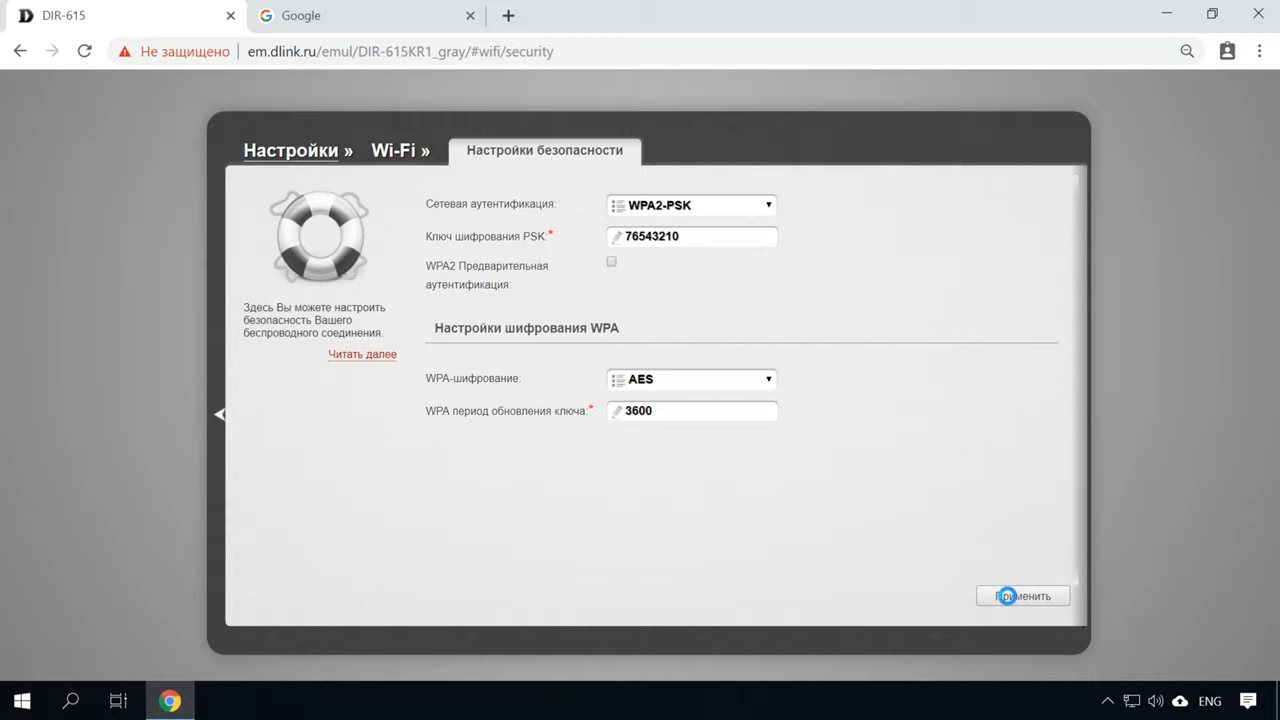 DIR-615
Google
Не защищено
em.dlink.ru/emul/DIR-615KR1_gray/#wifi/security
Настройки »
Wi-Fi »
Настройки безопасности
Здесь Вы можете настроить
безопасность Вашего
беспроводного соединения.
Читать далее
Сетевая аутентификация:
WPA2-PSK
Ключ шифрования PSK:*
76543210
WPA2 Предварительная
аутентификация:
Настройки шифрования WPA
WPA-шифрование:
AES
WPA период обновления ключа:*
3600
Применить
ENG